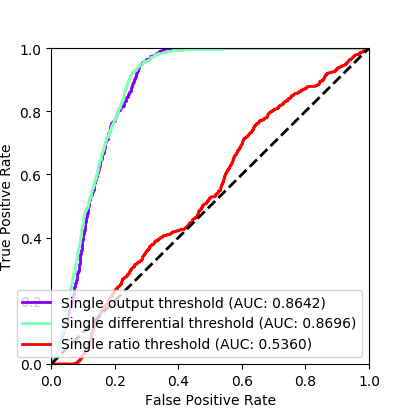 1.0
0.8
0.6
0.4
0.2
0.0
True Positive Rate
Single output threshold (AUC: 0.8642)
Single differential threshold (AUC: 0.8696)
Single ratio threshold (AUC: 0.5360)
0.0 0.2 0.4 0.6 0.8 1.0
False Positive Rate